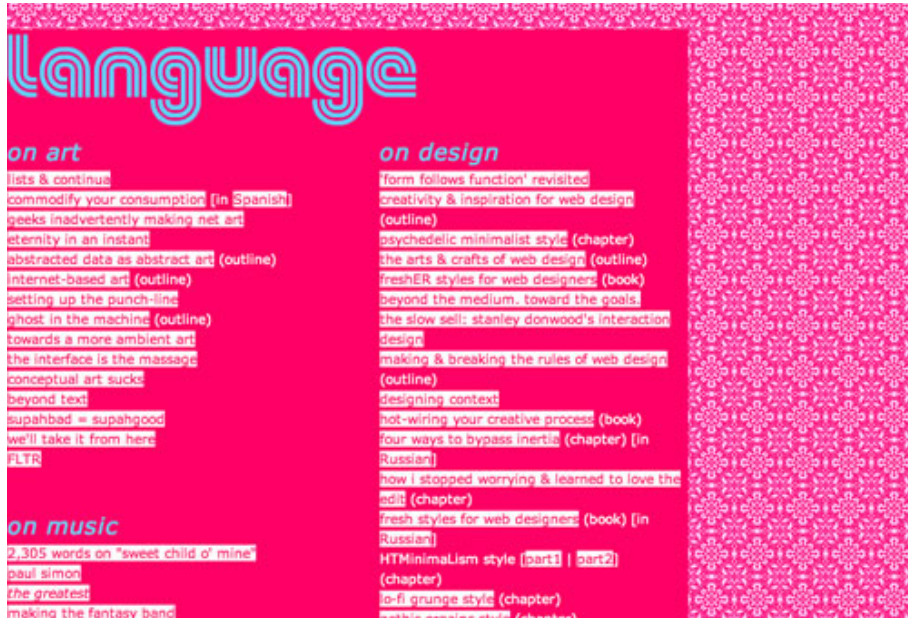 language
on art
lists & continua
commodify your consumption [in Spanish]
geeks inadvertently making net art
eternity in an instant
abstracted data as abstract art (outline)
internet-based art (outline)
setting up the punch-line
ghost in the machine (outline)
towards a more ambient art
the interface is the massage
conceptual art sucks
beyond text
supahbad = supahgood
we'll take it from here
FLTR
on music
2,305 words on "sweet child o' mine"
paul simon
the greatest
making the fantasy band
on design
'form follows function' revisited
creativity & inspiration for web design
(outline)
psychedelic minimalist style (chapter)
the arts & crafts of web design (outline)
freshER styles for web designers (book)
beyond the medium. toward the goals.
the slow sell: stanley donwood's interaction
design
making & breaking the rules of web design
(outline)
designing context
hot-wiring your creative process (book)
four ways to bypass inertia (chapter) [in
Russian]
how i stopped worrying & learned to love the
edit (chapter)
fresh styles for web designers (book) [in
Russian]
HTMinimaLism style [part1 | part2]
(chapter)
lo-fi grunge style (chapter)